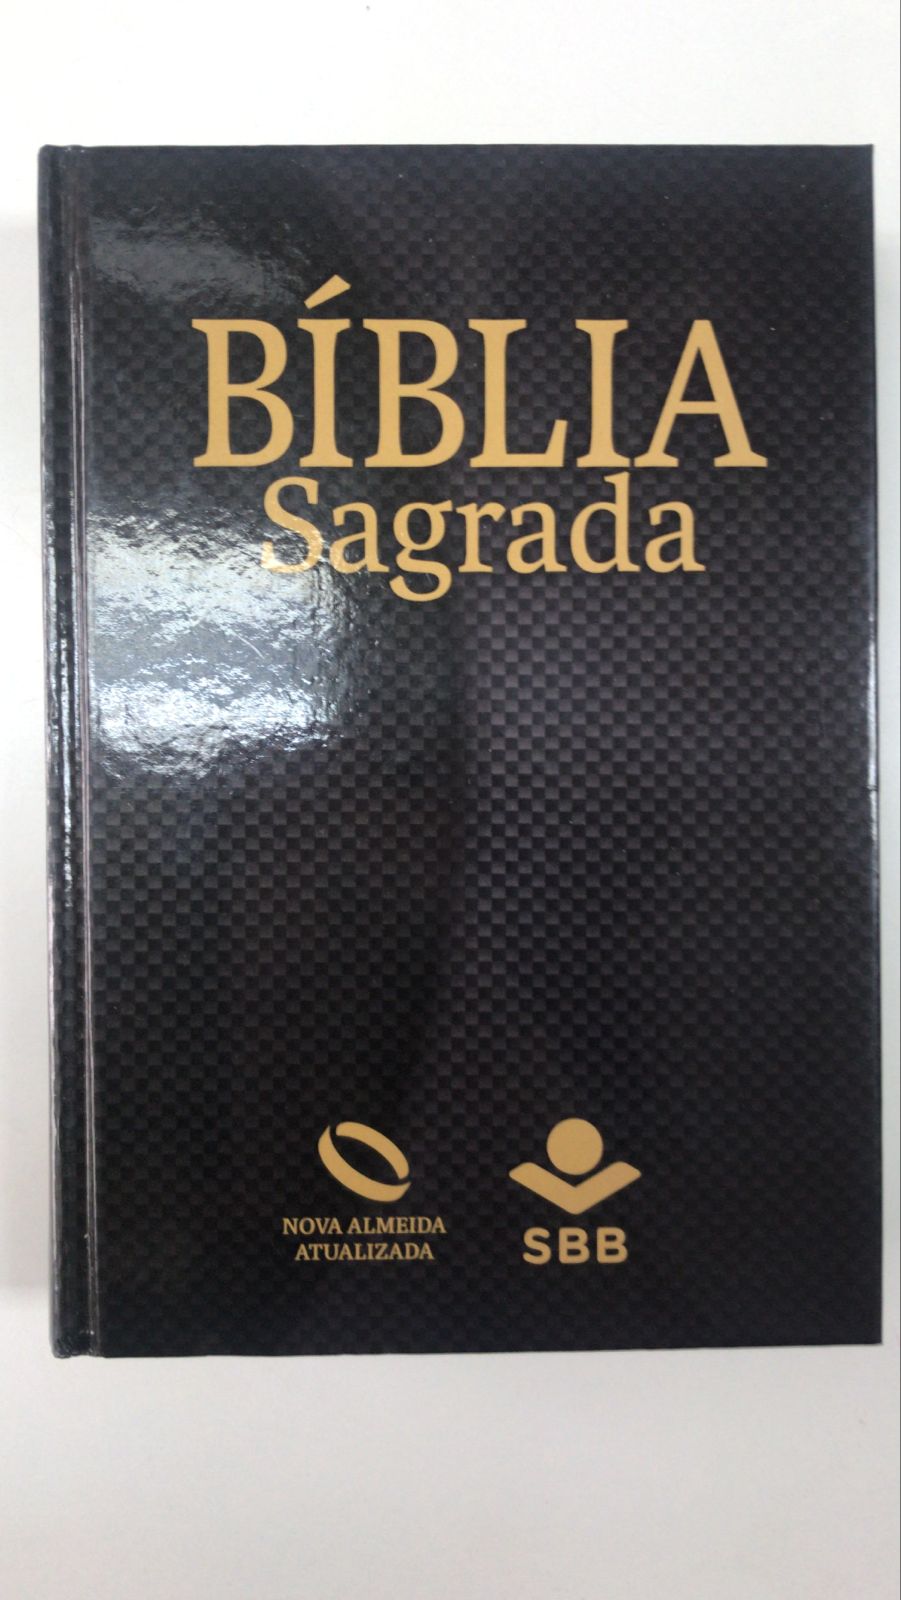 BÍBLIA
Sagrada
NOVA ALMEIDA
ATUALIZADA
SBB